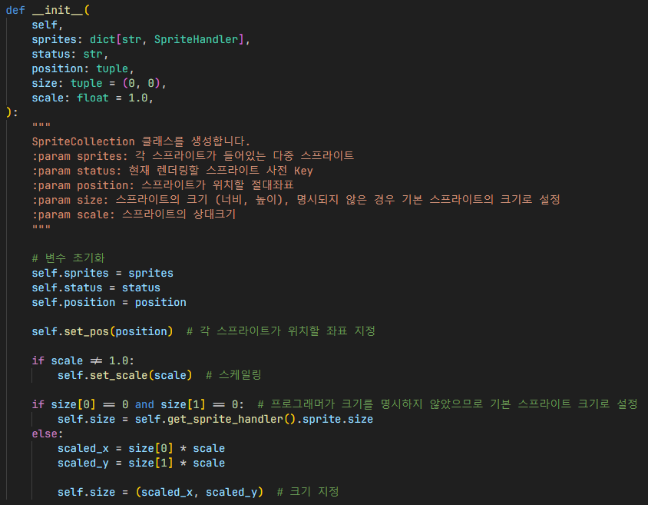 def __init__(
    self,
    sprites: dict[str, SpriteHandler],
    status: str,
    position: tuple,
    size: tuple = (0, 0),
    scale: float = 1.0,
):
    """
    SpriteCollection 클래스를 생성합니다.
    :param sprites: 각 스프라이트가 들어있는 다중 스프라이트
    :param status: 현재 렌더링할 스프라이트 사전 Key
    :param position: 스프라이트가 위치할 절대좌표
    :param size: 스프라이트의 크기 (너비, 높이), 명시되지 않은 경우 기본 스프라이트의 크기로 설정
    :param scale: 스프라이트의 상대크기
    """
    # 변수 초기화
    self.sprites = sprites
    self.status = status
    self.position = position
    self.set_pos(position)  # 각 스프라이트가 위치할 좌표 지정
    if scale != 1.0:
        self.set_scale(scale)  # 스케일링
    if size[0] == 0 and size[1] == 0:  # 프로그래머가 크기를 명시하지 않았으므로 기본 스프라이트 크기로 설정
        self.size = self.get_sprite_handler().sprite.size
    else:
        scaled_x = size[0] * scale
        scaled_y = size[1] * scale
        self.size = (scaled_x, scaled_y)  # 크기 지정